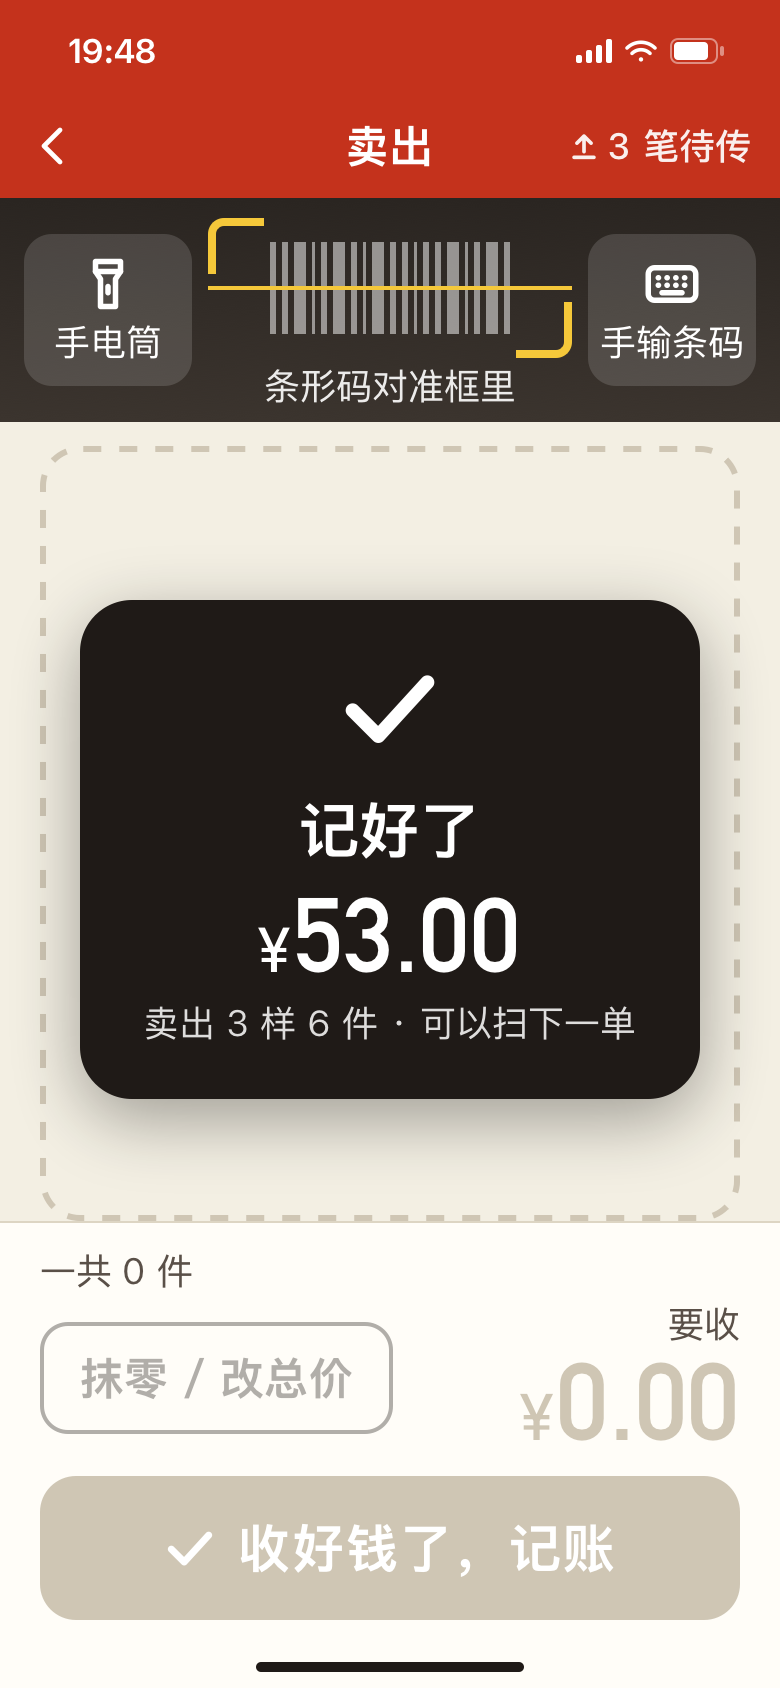 19:48
卖出
3 笔待传
手电筒
条形码对准框里
手输条码
记好了
¥53.00
卖出 3 样 6 件 · 可以扫下一单
一共 0 件
要收
抹零 / 改总价
¥0.00
收好钱了，记账